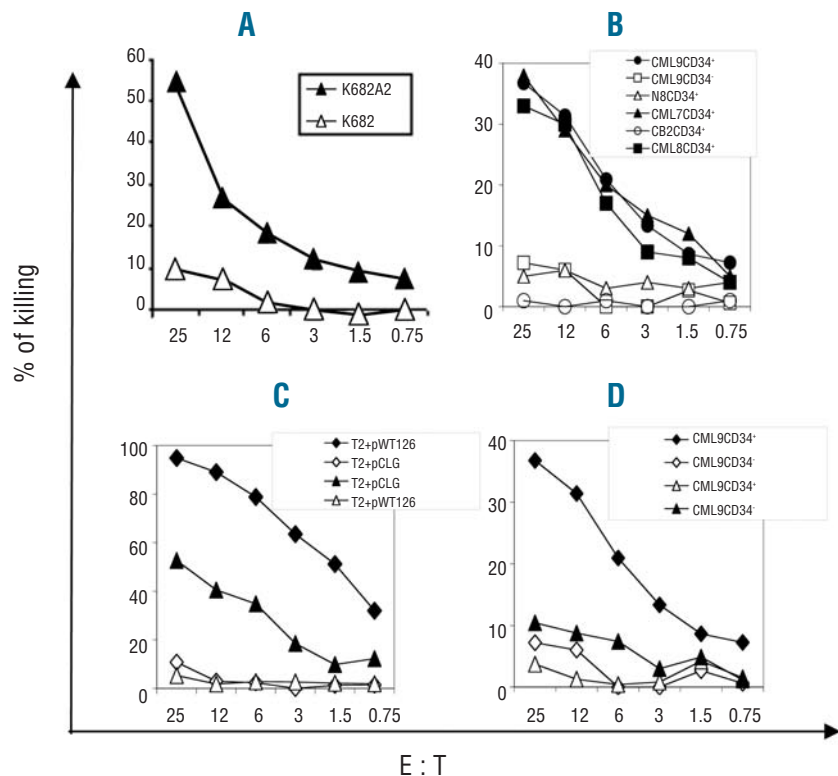 A
60
50
40
30
20
10
0
25 12 6 3 1.5 0.75
K682A2
K682
B
40
30
20
10
0
25 12 6 3 1.5 0.75
CML9CD34+
CML9CD34-
N8CD34+
CML7CD34+
CB2CD34+
CML8CD34+
% of killing
C
100
80
60
40
20
0
25 12 6 3 1.5 0.75
T2+pWT126
T2+pCLG
T2+pCLG
T2+pWT126
D
40
30
20
10
0
25 12 6 3 1.5 0.75
CML9CD34+
CML9CD34-
CML9CD34+
CML9CD34-
E : T